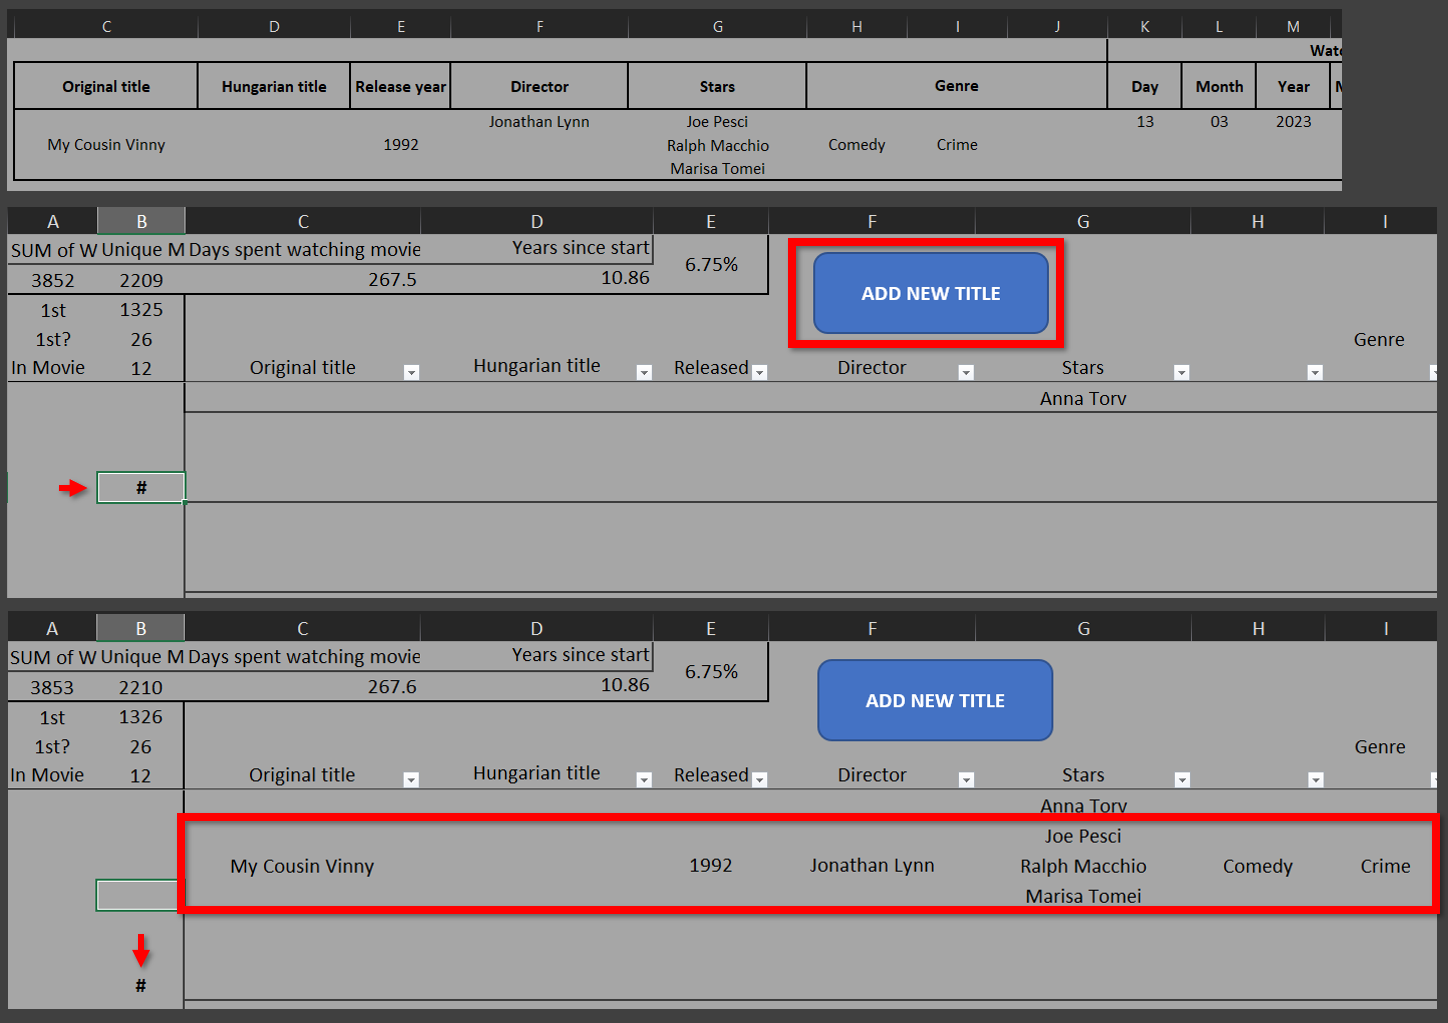 C D E F G H I J K L M
Original title Hungarian title Release year Director Stars Genre Day Month Year
Jonathan Lynn Joe Pesci 13 03 2023
My Cousin Vinny 1992 Ralph Macchio Comedy Crime
Marisa Tomei
A B C D E F G H I
SUM of W Unique M Days spent watching movie Years since start
3852 2209 267.5 10.86 6.75%
ADD NEW TITLE
1st 1325
1st? 26 Genre
In Movie 12 Original title Hungarian title Released Director Stars
Anna Torv
#
A B C D E F G H I
SUM of W Unique M Days spent watching movie Years since start
3853 2210 267.6 10.86 6.75%
ADD NEW TITLE
1st 1326
1st? 26 Genre
In Movie 12 Original title Hungarian title Released Director Stars
Anna Torv
Joe Pesci
My Cousin Vinny 1992 Jonathan Lynn Ralph Macchio Comedy Crime
Marisa Tomei
#